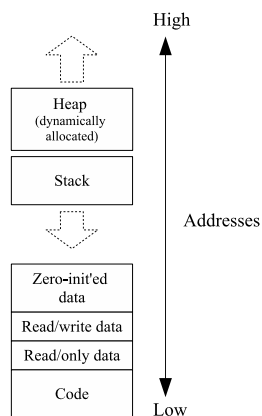 High
Heap
(dynamically
allocated)
Stack
Addresses
Zero-init'ed
data
Read/write data
Read/only data
Code
Low